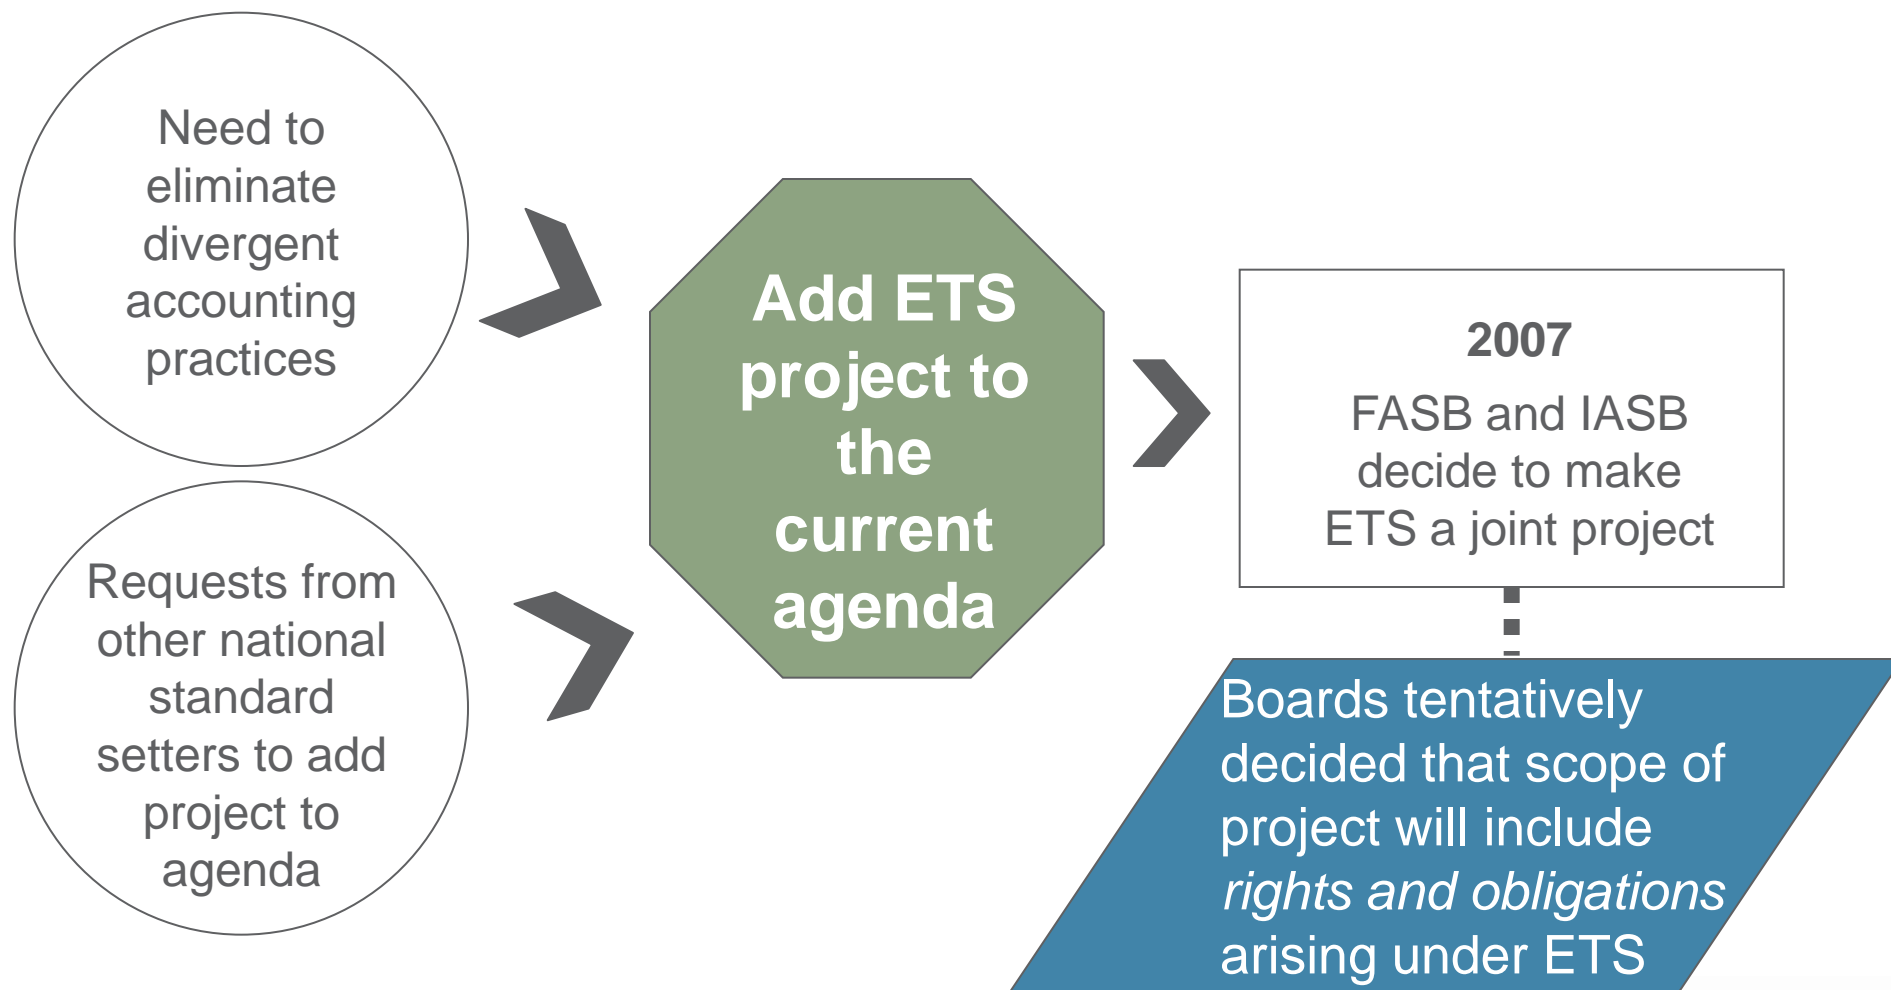 Need to
eliminate
divergent
accounting
practices
Requests from
other national
standard
setters to add
project to
agenda
Add ETS
project to
the
current
agenda
2007
FASB and IASB
decide to make
ETS a joint project
Boards tentatively
decided that scope of
project will include
rights and obligations
arising under ETS